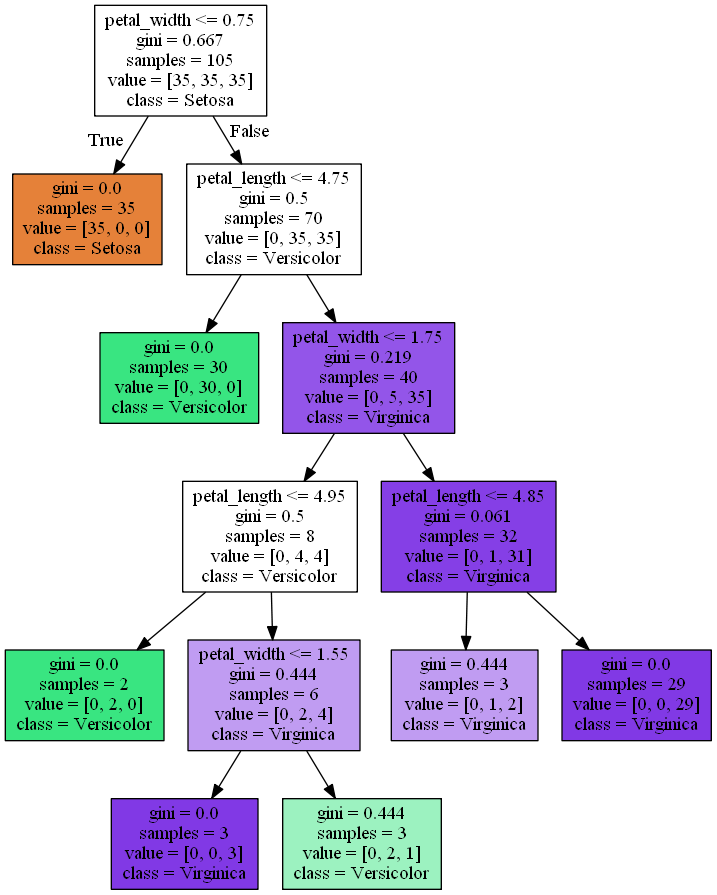 petal_width <= 0.75
gini = 0.667
samples = 105
value = [35, 35, 35]
class = Setosa
True
False
gini = 0.0
samples = 35
value = [35, 0, 0]
class = Setosa
petal_length <= 4.75
gini = 0.5
samples = 70
value = [0, 35, 35]
class = Versicolor
gini = 0.0
samples = 30
value = [0, 30, 0]
class = Versicolor
petal_width <= 1.75
gini = 0.219
samples = 40
value = [0, 5, 35]
class = Virginica
petal_length <= 4.95
gini = 0.5
samples = 8
value = [0, 4, 4]
class = Versicolor
petal_length <= 4.85
gini = 0.061
samples = 32
value = [0, 1, 31]
class = Virginica
gini = 0.0
samples = 2
value = [0, 2, 0]
class = Versicolor
petal_width <= 1.55
gini = 0.444
samples = 6
value = [0, 2, 4]
class = Virginica
gini = 0.444
samples = 3
value = [0, 1, 2]
class = Virginica
gini = 0.0
samples = 29
value = [0, 0, 29]
class = Virginica
gini = 0.0
samples = 3
value = [0, 0, 3]
class = Virginica
gini = 0.444
samples = 3
value = [0, 2, 1]
class = Versicolor